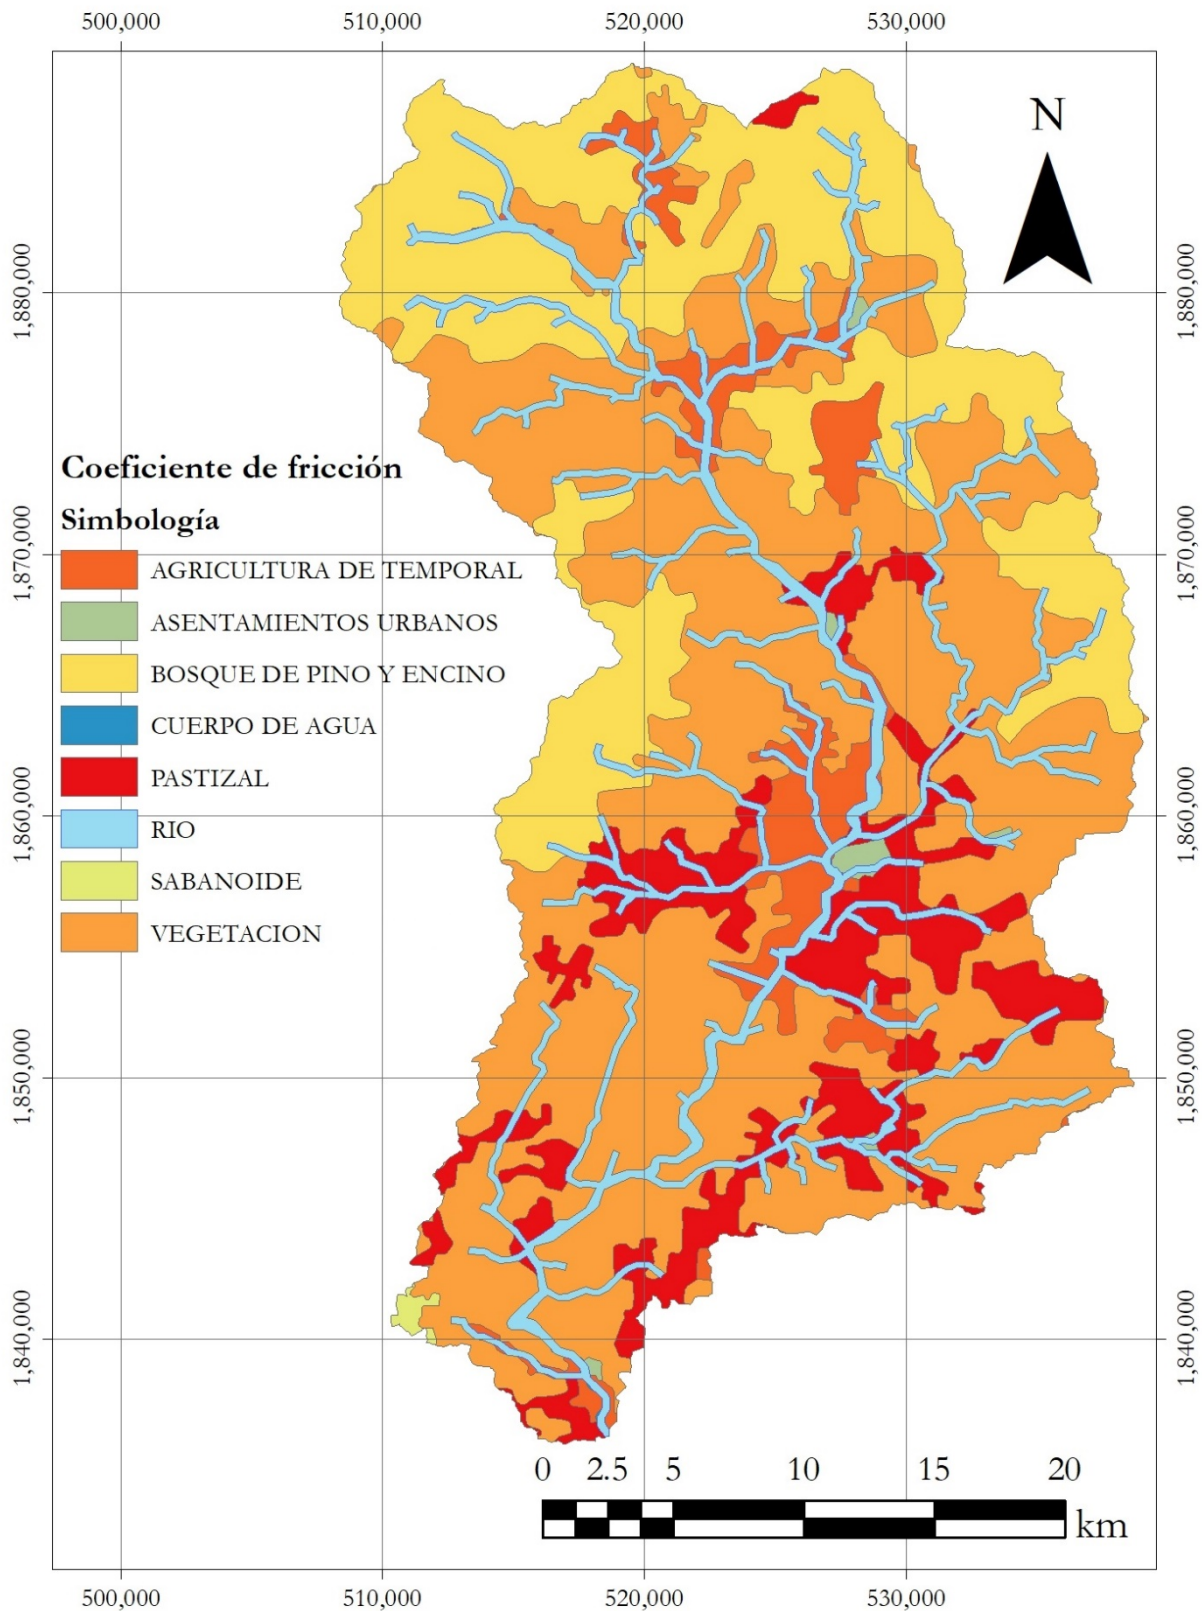 500,000 510,000 520,000 530,000
N
1,880,000 1,880,000
Coeficiente de fricción
Simbología
1,870,000 1,870,000
AGRICULTURA DE TEMPORAL
ASENTAMIENTOS URBANOS
BOSQUE DE PINO Y ENCINO
CUERPO DE AGUA
PASTIZAL
1,860,000 1,860,000
RIO
SABANOIDE
VEGETACION
1,850,000 1,850,000
1,840,000 1,840,000
0 2.5 5 10 15 20
km
500,000 510,000 520,000 530,000